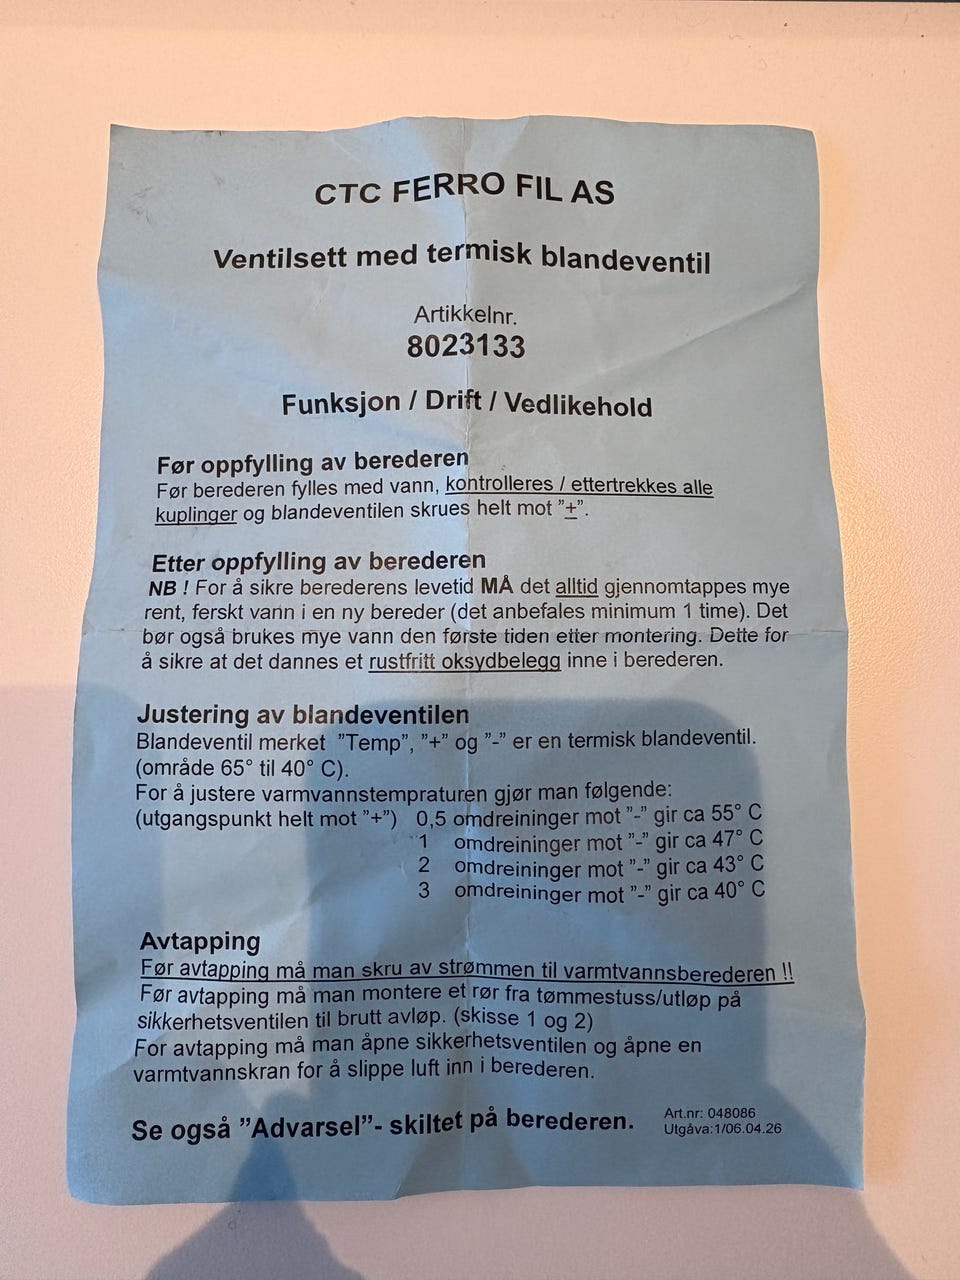 CTC FERRO FIL AS
Ventilsett med termisk blandeventil
Artikkelnr.
8023133
Funksjon / Drift / Vedlikehold
Før oppfylling av berederen
Før berederen fylles med vann, kontrolleres / ettertrekkes alle
kuplinger og blandeventilen skrues helt mot ”+”.
Etter oppfylling av berederen
NB ! For å sikre berederens levetid MÅ det alltid gjennomtappes mye
rent, ferskt vann i en ny bereder (det anbefales minimum 1 time). Det
bør også brukes mye vann den første tiden etter montering. Dette for
å sikre at det dannes et rustfritt oksydbelegg inne i berederen.
Justering av blandeventilen
Blandeventil merket ”Temp”, ”+” og ”-” er en termisk blandeventil.
(område 65° til 40° C).
For å justere varmvannstempraturen gjør man følgende:
(utgangspunkt helt mot ”+”) 0,5 omdreininger mot ”-” gir ca 55° C
1 omdreininger mot ”-” gir ca 47° C
2 omdreininger mot ”-” gir ca 43° C
3 omdreininger mot ”-” gir ca 40° C
Avtapping
Før avtapping må man skru av strømmen til varmtvannsberederen !!
Før avtapping må man montere et rør fra tømmestuss/utløp på
sikkerhetsventilen til brutt avløp. (skisse 1 og 2)
For avtapping må man åpne sikkerhetsventilen og åpne en
varmtvannskran for å slippe luft inn i berederen.
Se også ”Advarsel”- skiltet på berederen.
Art.nr: 048086
Utgåva:1/06.04.26